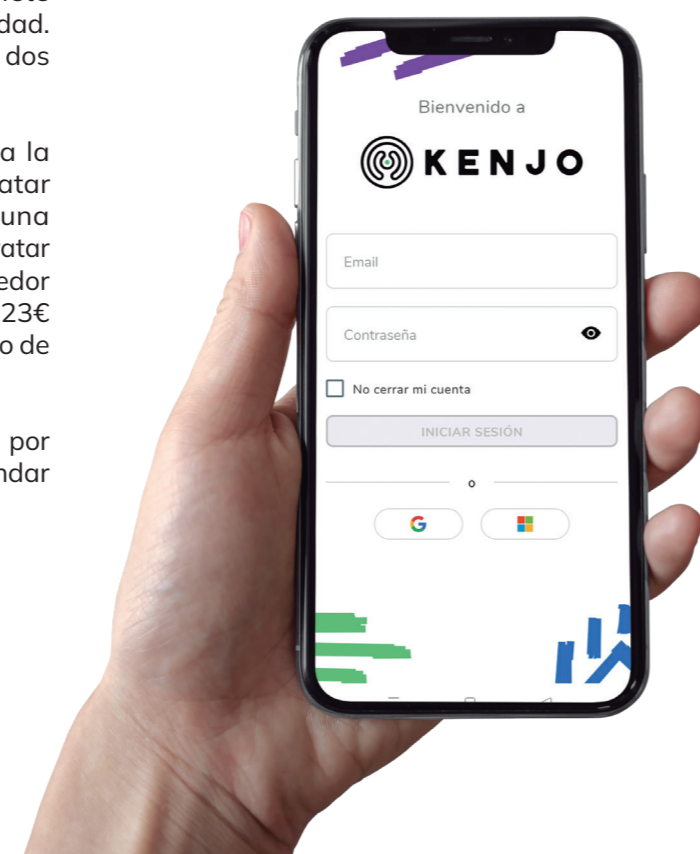 dad.
dos
a la
atar
una
atar
edor
23€
o de
por
ndar
Bienvenido a
KENJO
Email
Contraseña
No cerrar mi cuenta
INICIAR SESIÓN
o
G